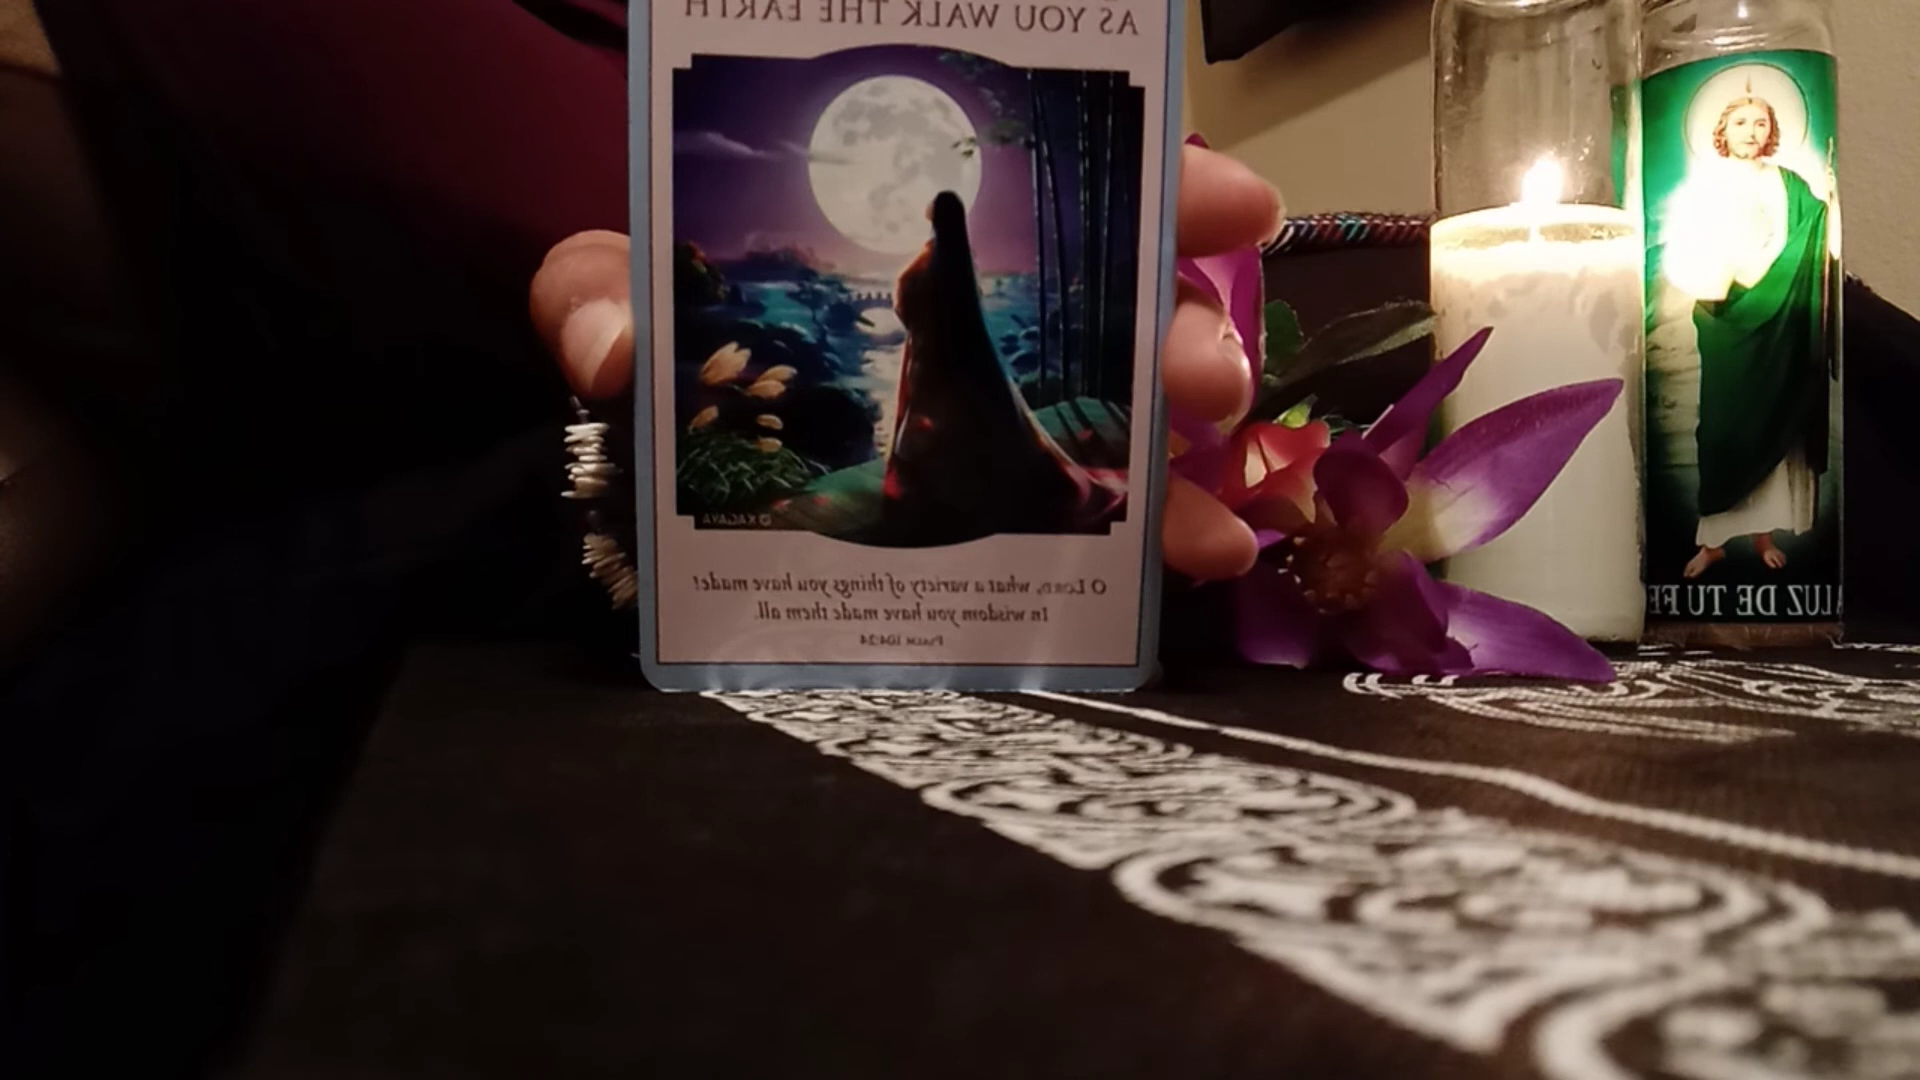 AS YOU WALK THE EARTH
© KAGAYA
O LORD, what a variety of things you have made!
In wisdom you have made them all.
PSALM 104:24
LUZ DE TU FE